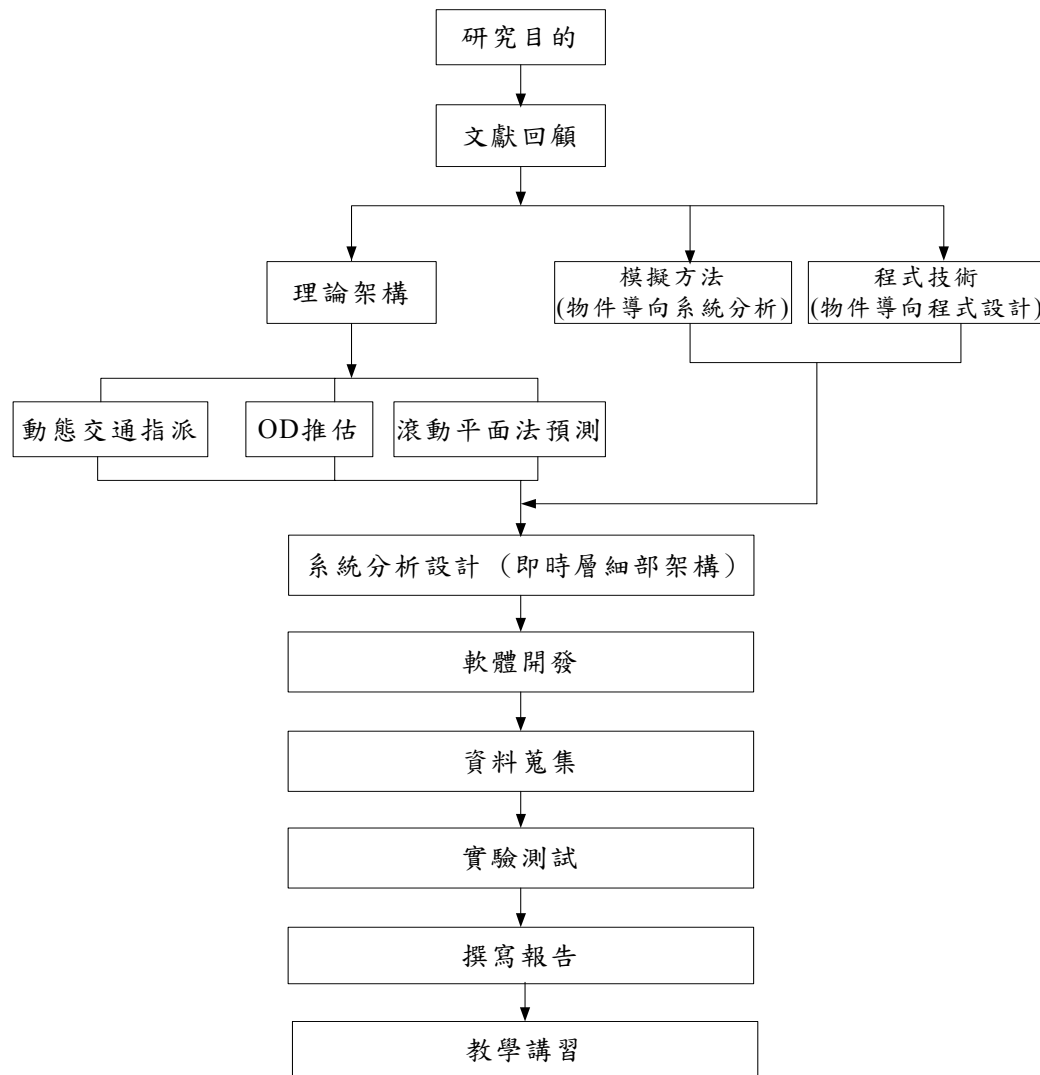 研究目的
文獻回顧
理論架構
模擬方法
(物件導向系統分析)
程式技術
(物件導向程式設計)
動態交通指派
OD推估
滾動平面法預測
系統分析設計（即時層細部架構）
軟體開發
資料蒐集
實驗測試
撰寫報告
教學講習